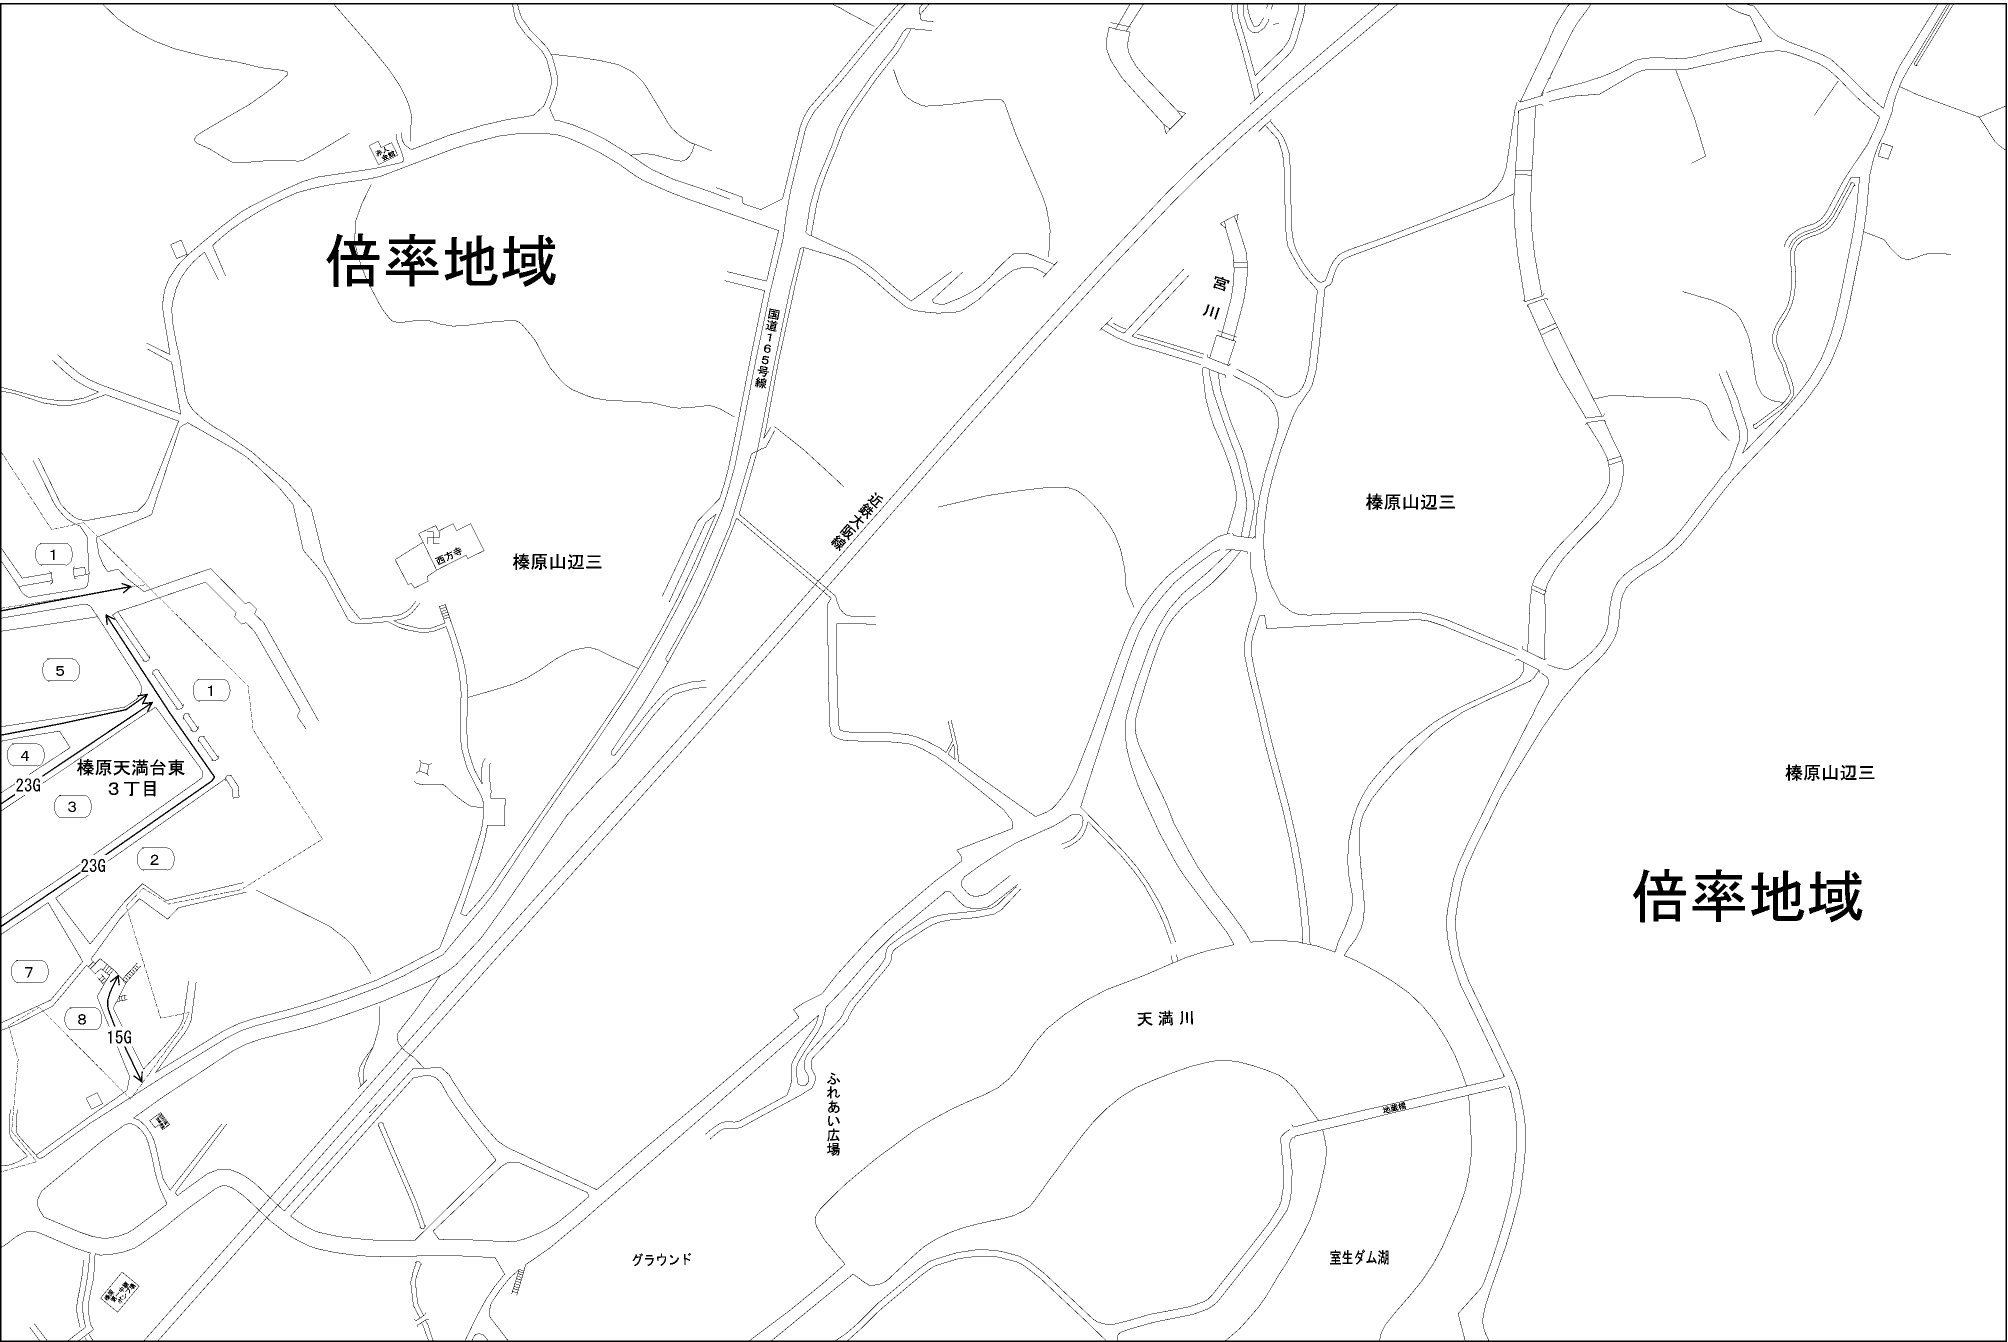 倍率地域
宮川
国道165号線
近鉄大阪線
榛原山辺三
西方寺
榛原山辺三
1
5
1
4
23G
榛原天満台東
3丁目
3
23G
2
7
8
15G
榛原山辺三
倍率地域
天満川
ふれあい広場
地蔵橋
グラウンド
室生ダム湖